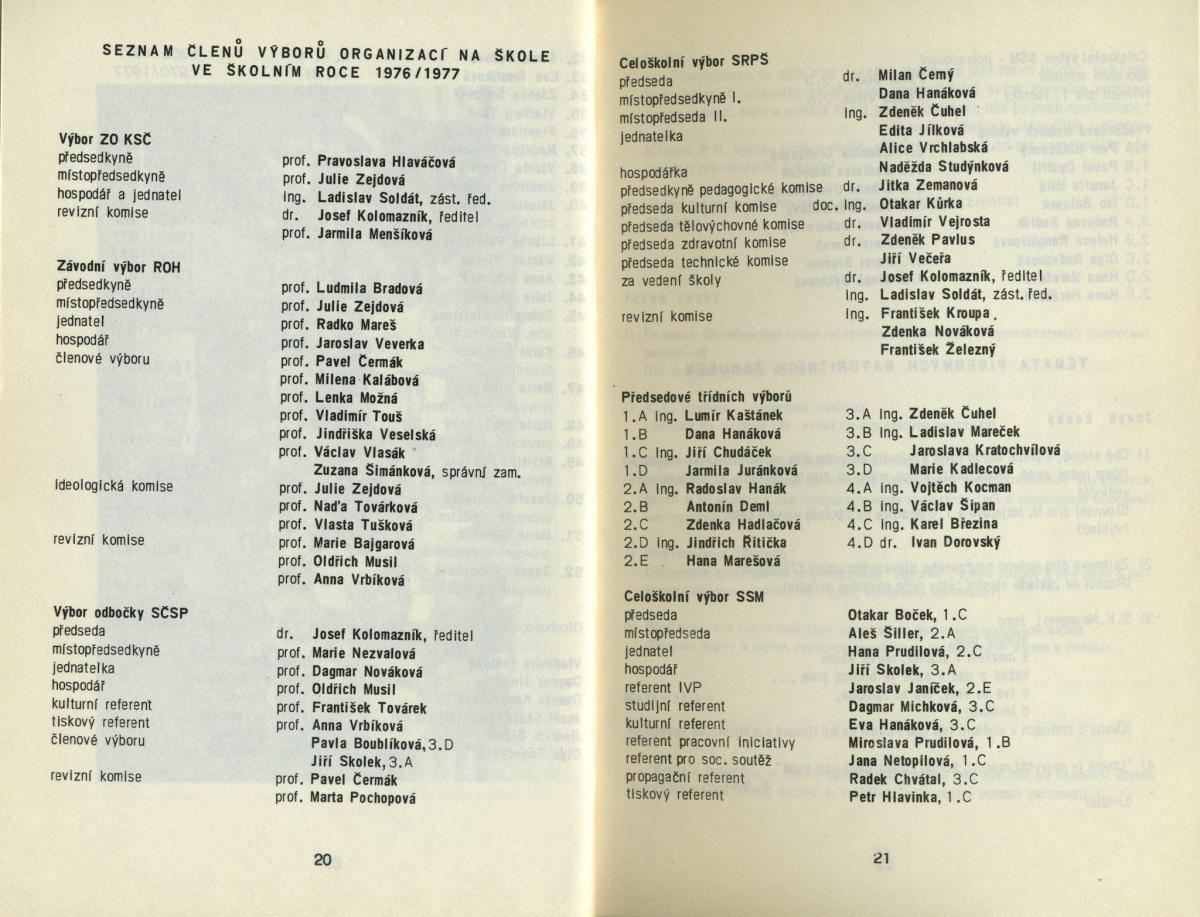 SEZNAM ČLENŮ VÝBORŮ ORGANIZACÍ NA ŠKOLE
VE ŠKOLNÍM ROCE 1976/1977
Výbor ZO KSČ
předsedkyně prof. Pravoslava Hlaváčová
místopředsedkyně prof. Julie Zejdová
hospodář a jednatel ing. Ladislav Soldát, zást. řed.
revizní komise dr. Josef Kolomazník, ředitel
prof. Jarmila Menšíková
Závodní výbor ROH
předsedkyně prof. Ludmila Bradová
místopředsedkyně prof. Julie Zejdová
jednatel prof. Radko Mareš
hospodář prof. Jaroslav Veverka
členové výboru prof. Pavel Čermák
prof. Milena Kalábová
prof. Lenka Možná
prof. Vladimír Touš
prof. Jindřiška Veselská
prof. Václav Vlasák
Zuzana Šimánková, správní zam.
ideologická komise prof. Julie Zejdová
prof. Naďa Továrková
prof. Vlasta Tušková
revizní komise prof. Marie Bajgarová
prof. Oldřich Musil
prof. Anna Vrbíková
Výbor odbočky SČSP
předseda dr. Josef Kolomazník, ředitel
místopředsedkyně prof. Marie Nezvalová
jednatelka prof. Dagmar Nováková
hospodář prof. Oldřich Musil
kulturní referent prof. František Továrek
tiskový referent prof. Anna Vrbíková
členové výboru Pavla Boublíková, 3.D
Jiří Skolek, 3.A
revizní komise prof. Pavel Čermák
prof. Marta Pochopová
20
Celoškolní výbor SRPŠ
předseda dr. Milan Černý
místopředsedkyně I. Dana Hanáková
místopředseda II. ing. Zdeněk Čuhel
jednatelka Edita Jílková
Alice Vrchlabská
hospodářka Naděžda Studýnková
předsedkyně pedagogické komise dr. Jitka Zemanová
předseda kulturní komise doc. ing. Otakar Kůrka
předseda tělovýchovné komise dr. Vladimír Vejrosta
předseda zdravotní komise dr. Zdeněk Pavlus
předseda technické komise Jiří Večeřa
za vedení školy dr. Josef Kolomazník, ředitel
ing. Ladislav Soldát, zást. řed.
revizní komise ing. František Kroupa
Zdenka Nováková
František Železný
Předsedové třídních výborů
1.A ing. Lumír Kaštánek 3.A ing. Zdeněk Čuhel
1.B Dana Hanáková 3.B ing. Ladislav Mareček
1.C ing. Jiří Chudáček 3.C Jaroslava Kratochvílová
1.D Jarmila Juránková 3.D Marie Kadlecová
2.A ing. Radoslav Hanák 4.A ing. Vojtěch Kocman
2.B Antonín Deml 4.B ing. Václav Šipan
2.C Zdenka Hadlačová 4.C ing. Karel Březina
2.D ing. Jindřich Řitička 4.D dr. Ivan Dorovský
2.E Hana Marešová
Celoškolní výbor SSM
předseda Otakar Boček, 1.C
místopředseda Aleš Šiller, 2.A
jednatel Hana Prudilová, 2.C
hospodář Jiří Skolek, 3.A
referent IVP Jaroslav Janíček, 2.E
studijní referent Dagmar Michková, 3.C
kulturní referent Eva Hanáková, 3.C
referent pracovní iniciativy Miroslava Prudilová, 1.B
referent pro soc. soutěž Jana Netopilová, 1.C
propagační referent Radek Chvátal, 3.C
tiskový referent Petr Hlavinka, 1.C
21